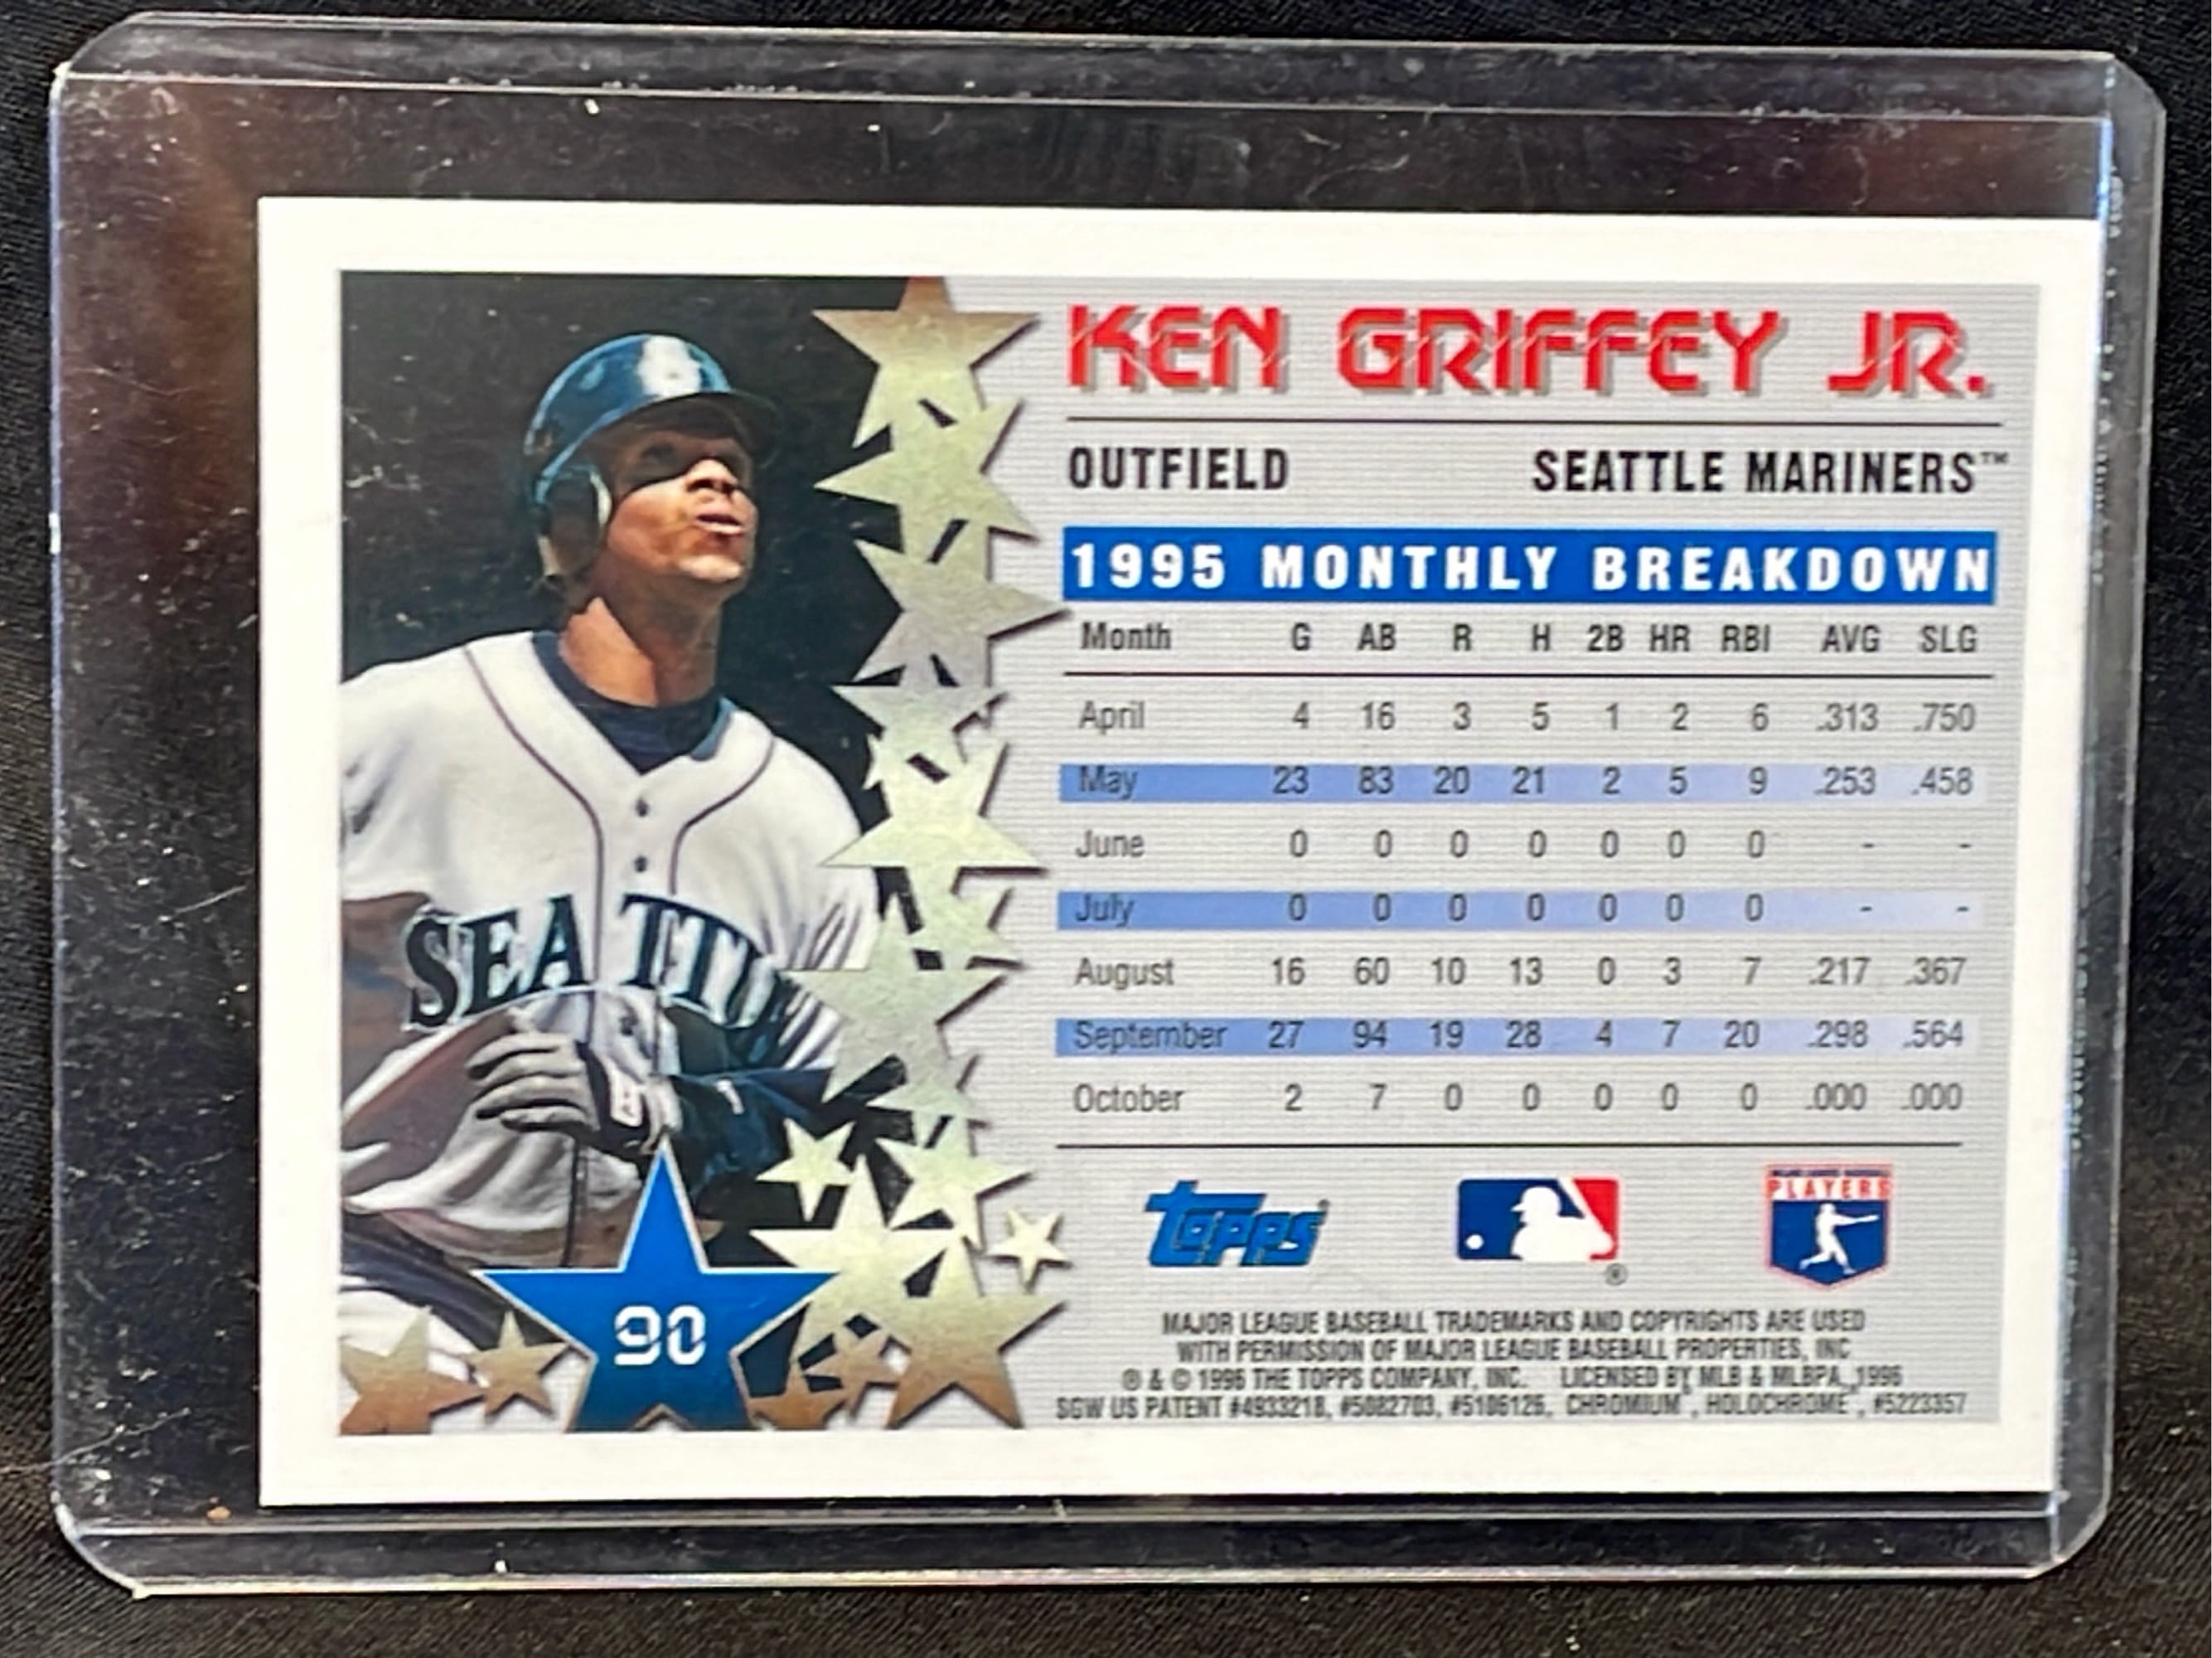 KEN GRIFFEY JR.
OUTFIELD SEATTLE MARINERS™
1995 MONTHLY BREAKDOWN
Month G AB R H 2B HR RBI AVG SLG
April 4 16 3 5 1 2 6 .313 .750
May 23 83 20 21 2 5 9 .253 .458
June 0 0 0 0 0 0 0 - -
July 0 0 0 0 0 0 0 - -
August 16 60 10 13 0 3 7 .217 .367
September 27 94 19 28 4 7 20 .298 .564
October 2 7 0 0 0 0 0 .000 .000
SEATTL
90
TOPPS
PLAYERS
MAJOR LEAGUE BASEBALL TRADEMARKS AND COPYRIGHTS ARE USED
WITH PERMISSION OF MAJOR LEAGUE BASEBALL PROPERTIES, INC
® & © 1996 THE TOPPS COMPANY, INC. LICENSED BY MLB & MLBPA, 1996
SGW US PATENT #4933218, #5082703, #5106126, CHROMIUM, HOLOCHROME, #5223357